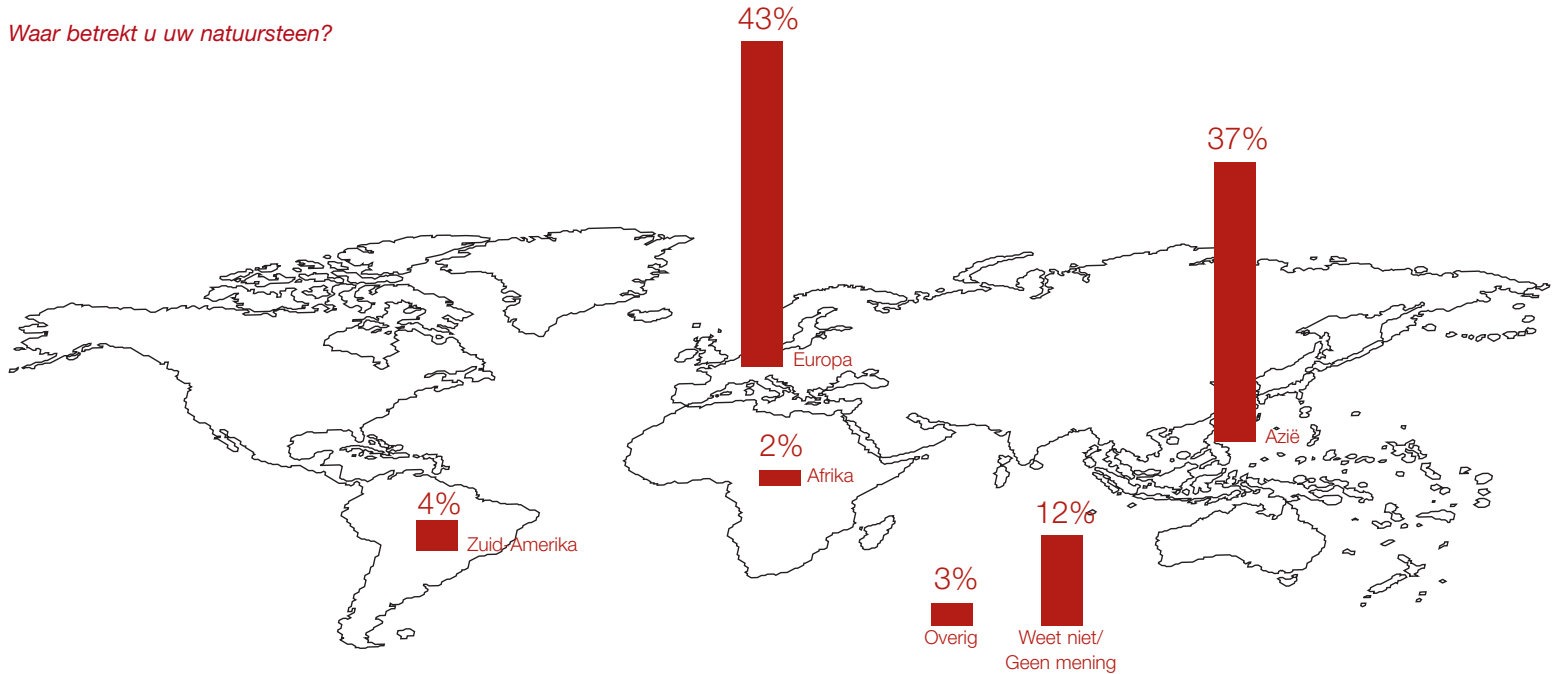 Waar betrekt u uw natuursteen?
43%
Europa
37%
Azië
2%
Afrika
4%
Zuid-Amerika
3%
Overig
12%
Weet niet/
Geen mening